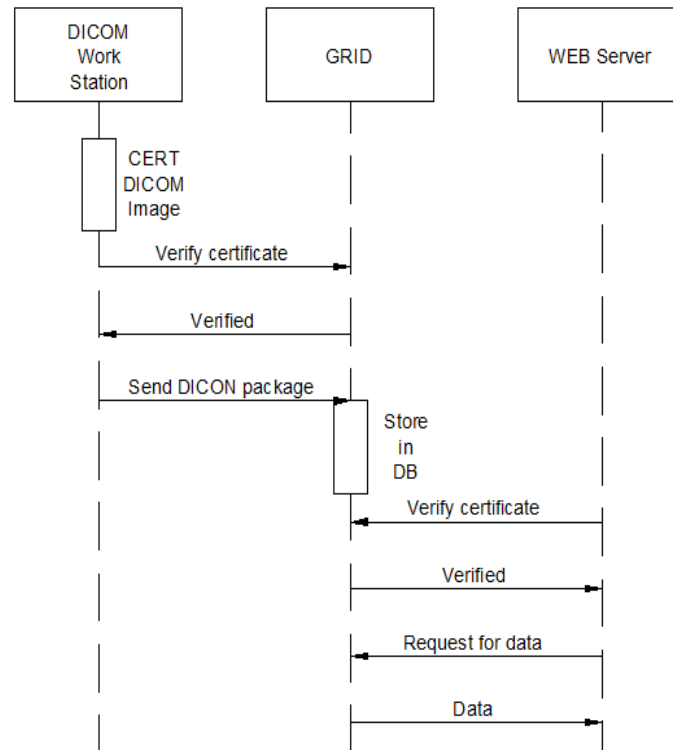 DICOM
Work
Station
GRID
WEB Server
CERT
DICOM
Image
Verify certificate
Verified
Send DICON package
Store
in
DB
Verify certificate
Verified
Request for data
Data